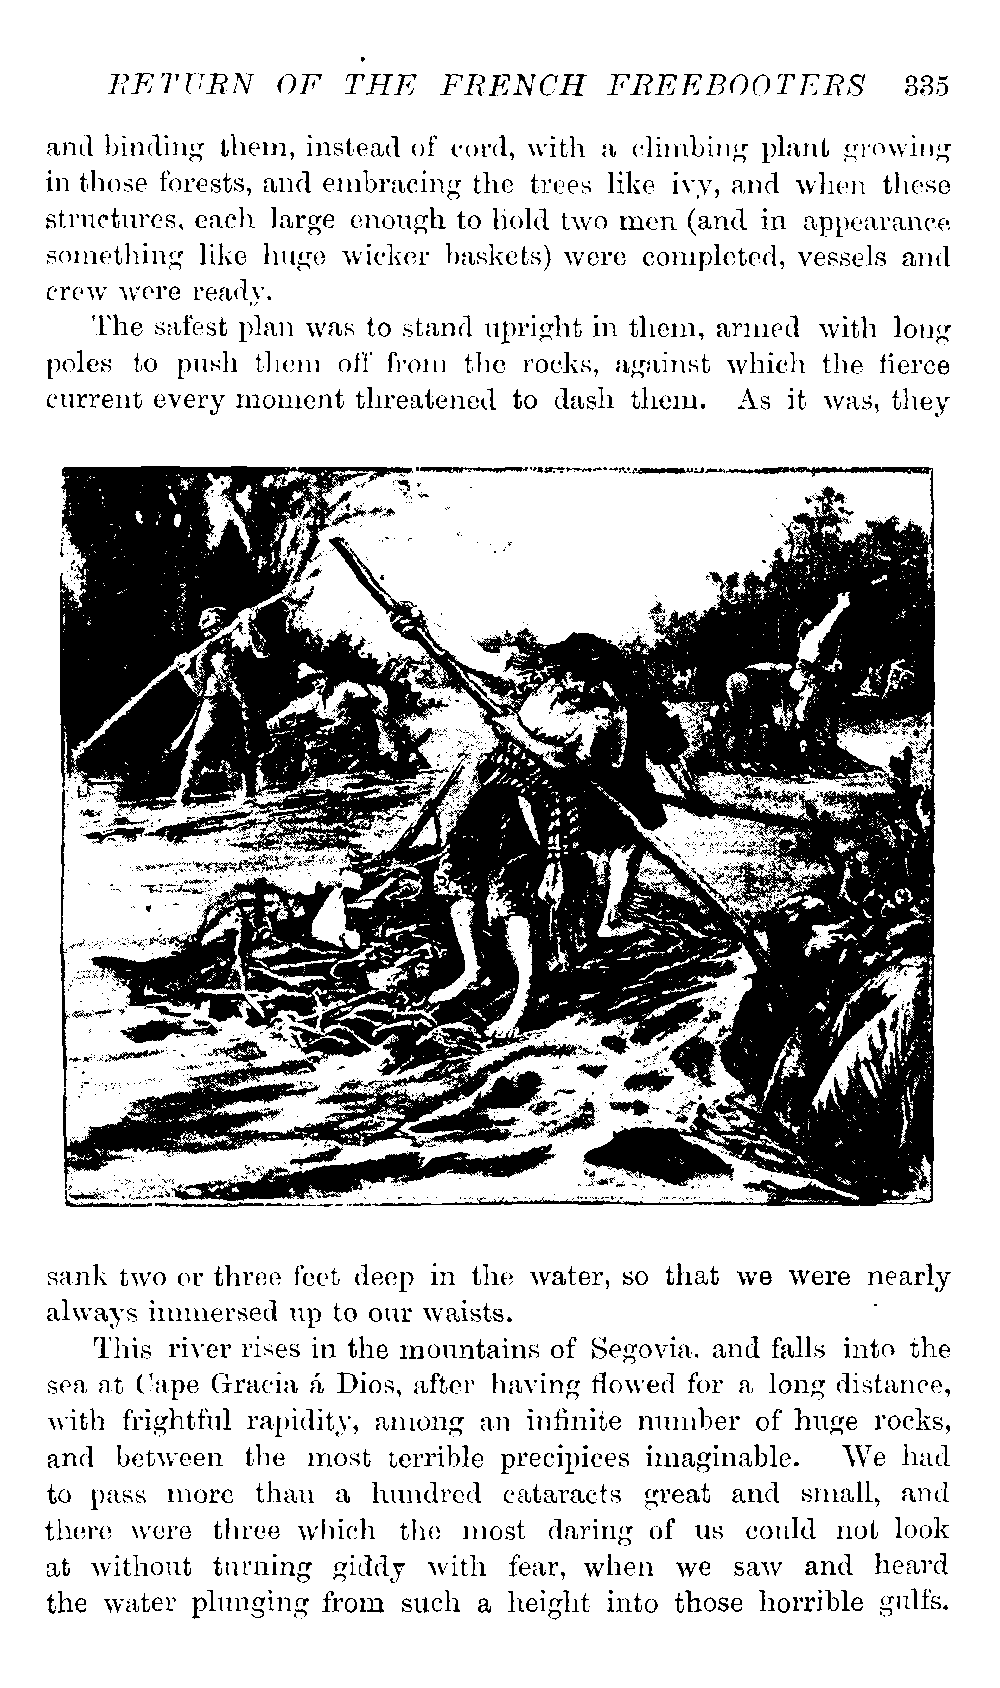 RETURN OF THE FRENCH FREEBOOTERS 335
and binding them, instead of cord, with a climbing plant growing
in those forests, and embracing the trees like ivy, and when these
structures, each large enough to hold two men (and in appearance
something like huge wicker baskets) were completed, vessels and
crew were ready.
The safest plan was to stand upright in them, armed with long
poles to push them off from the rocks, against which the fierce
current every moment threatened to dash them. As it was, they
sank two or three feet deep in the water, so that we were nearly
always immersed up to our waists.
This river rises in the mountains of Segovia, and falls into the
sea at Cape Gracia á Dios, after having flowed for a long distance,
with frightful rapidity, among an infinite number of huge rocks,
and between the most terrible precipices imaginable. We had
to pass more than a hundred cataracts great and small, and
there were three which the most daring of us could not look
at without turning giddy with fear, when we saw and heard
the water plunging from such a height into those horrible gulfs.